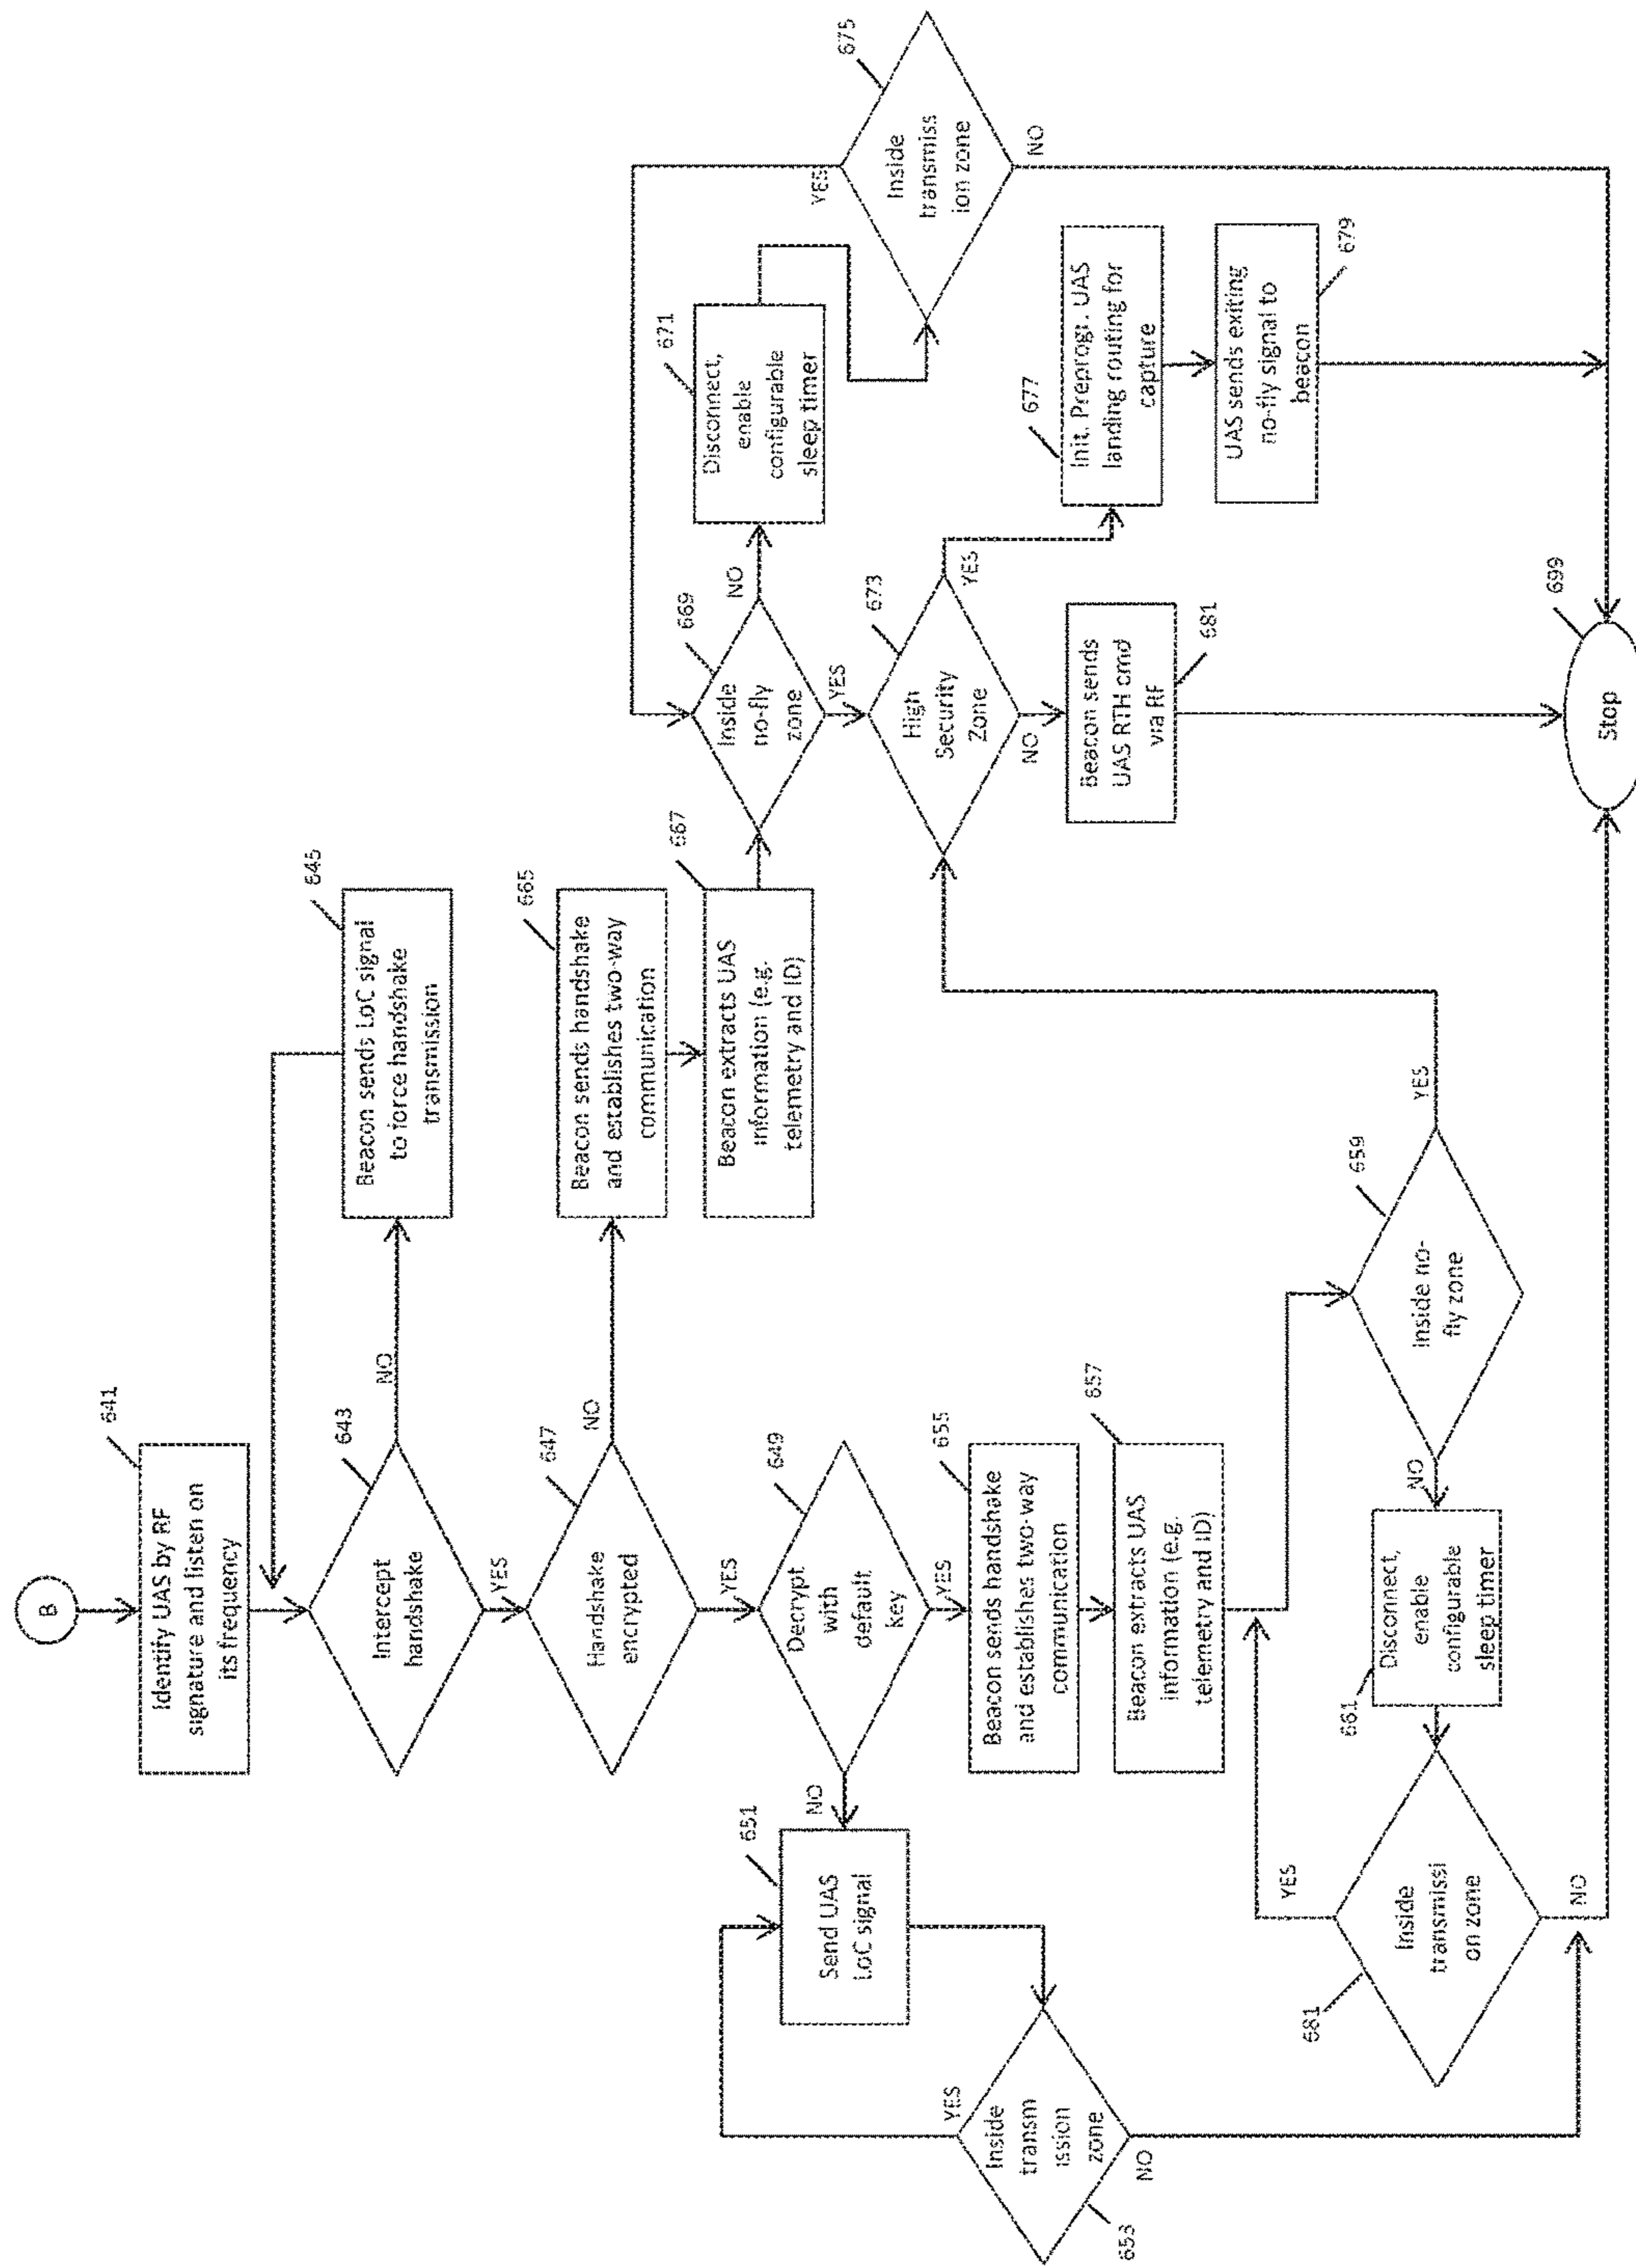 B
641
Identify UAS by RF
signature and listen on
its frequency
643
Intercept
handshake
NO
YES
645
Beacon sends LoC signal
to force handshake
transmission
647
Handshake
encrypted
NO
YES
665
Beacon sends handshake
and establishes two-way
communication
667
Beacon extracts UAS
information (e.g.
telemetry and ID)
669
Inside
no-fly
zone
NO
YES
671
Disconnect,
enable
configurable
sleep timer
675
Inside
transmiss
ion zone
YES
NO
673
High
Security
Zone
YES
NO
677
Init. Preprogr. UAS
landing routing for
capture
679
UAS sends exiting
no-fly signal to
beacon
681
Beacon sends
UAS RTH cmd
via RF
649
Decrypt
with
default
key
NO
YES
651
Send UAS
LoC signal
653
Inside
transm
ission
zone
YES
NO
655
Beacon sends handshake
and establishes two-way
communication
657
Beacon extracts UAS
information (e.g.
telemetry and ID)
659
Inside no-
fly zone
YES
NO
661
Disconnect,
enable
configurable
sleep timer
681
Inside
transmissi
on zone
YES
NO
699
Stop